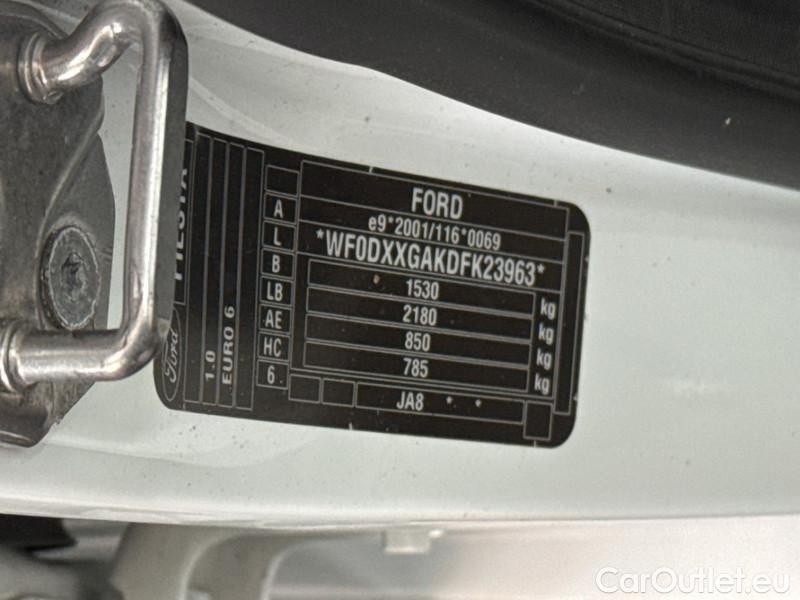 FORD
e9*2001/116*0069
*WF0DXXGAKDFK23963*
1530 kg
2180 kg
850 kg
785 kg
JA8 * *
A
L
B
LB
AE
HC
6
FIESTA
1.0
EURO 6
Ford
CarOutlet.eu